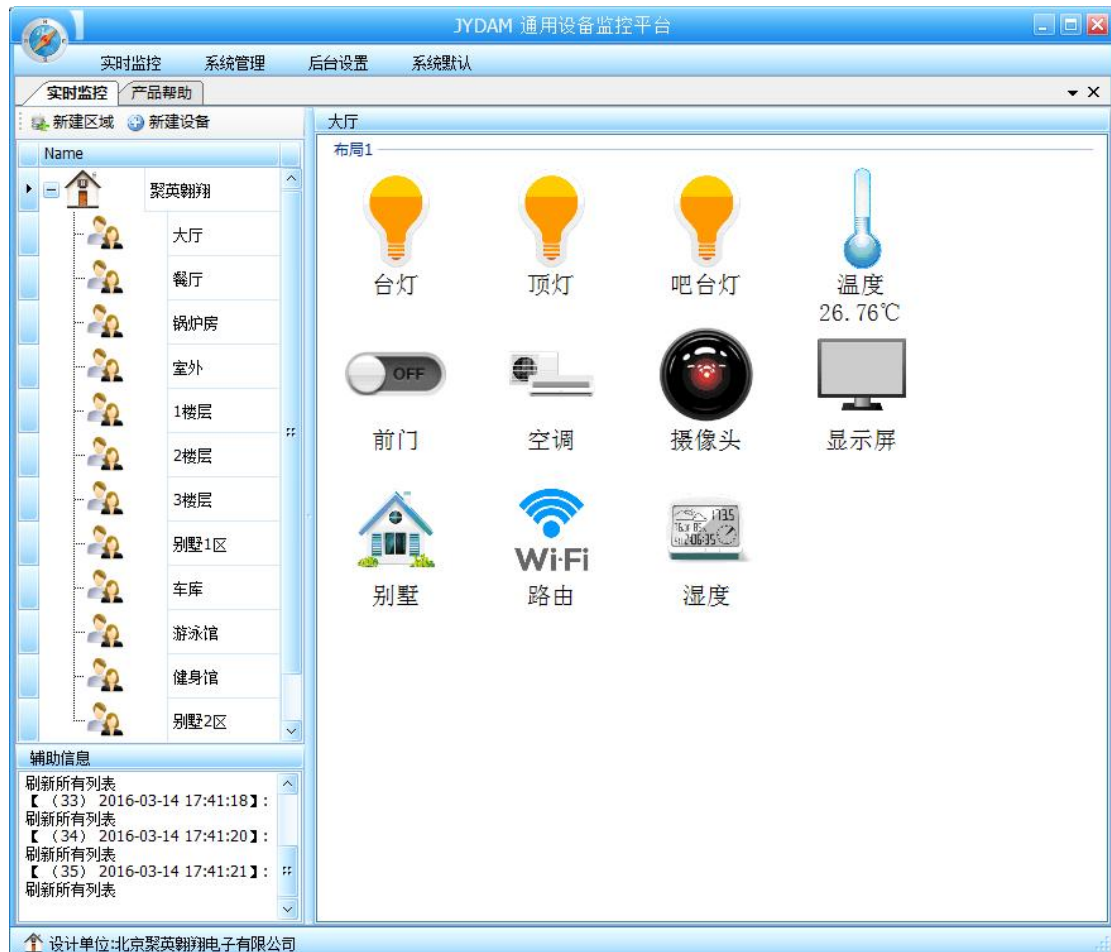 JYDAM 通用设备监控平台
实时监控 系统管理 后台设置 系统默认
实时监控 产品帮助
新建区域 新建设备
Name
聚英翱翔
大厅
餐厅
锅炉房
室外
1楼层
2楼层
3楼层
别墅1区
车库
游泳馆
健身馆
别墅2区
辅助信息
刷新所有列表
【 （33） 2016-03-14 17:41:18】:
刷新所有列表
【 （34） 2016-03-14 17:41:20】:
刷新所有列表
【 （35） 2016-03-14 17:41:21】:
刷新所有列表
大厅
布局1
台灯 顶灯 吧台灯 温度
26.76℃
OFF
前门 空调 摄像头 显示屏
Wi-Fi
别墅 路由 湿度
设计单位:北京聚英翱翔电子有限公司